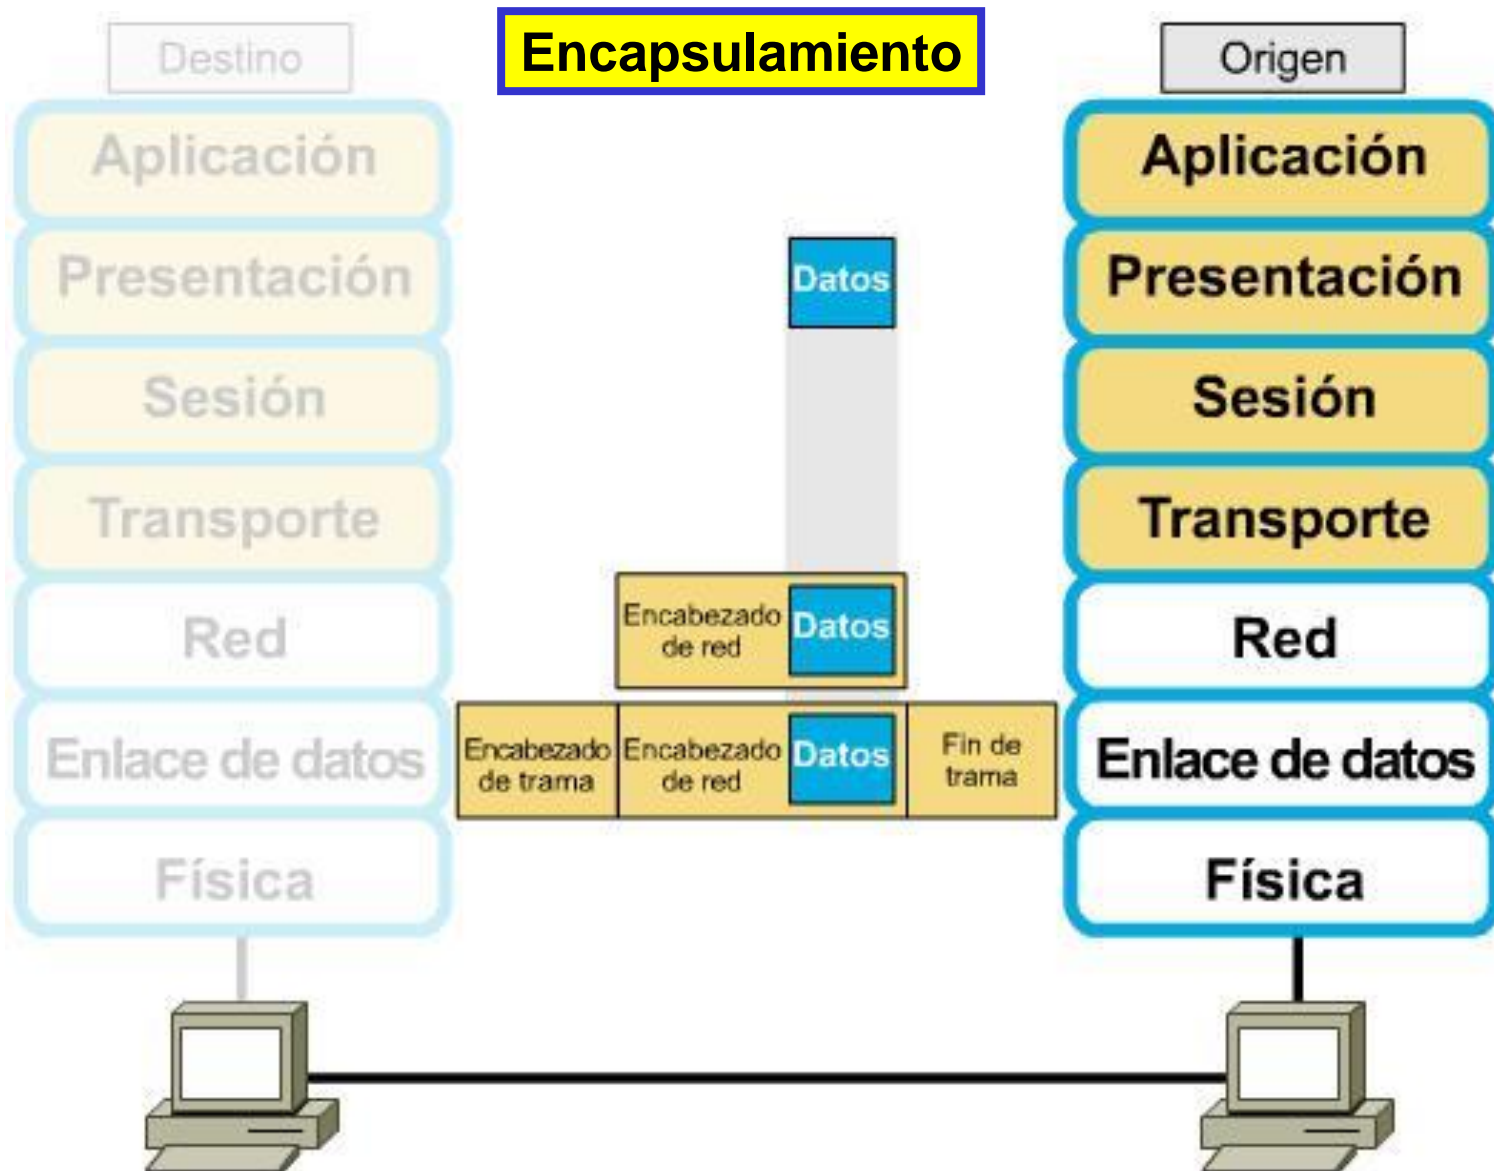 Encapsulamiento
Destino
Aplicación
Presentación
Sesión
Transporte
Red
Enlace de datos
Física
Datos
Encabezado
de red
Datos
Encabezado
de trama
Encabezado
de red
Datos
Fin de
trama
Origen
Aplicación
Presentación
Sesión
Transporte
Red
Enlace de datos
Física